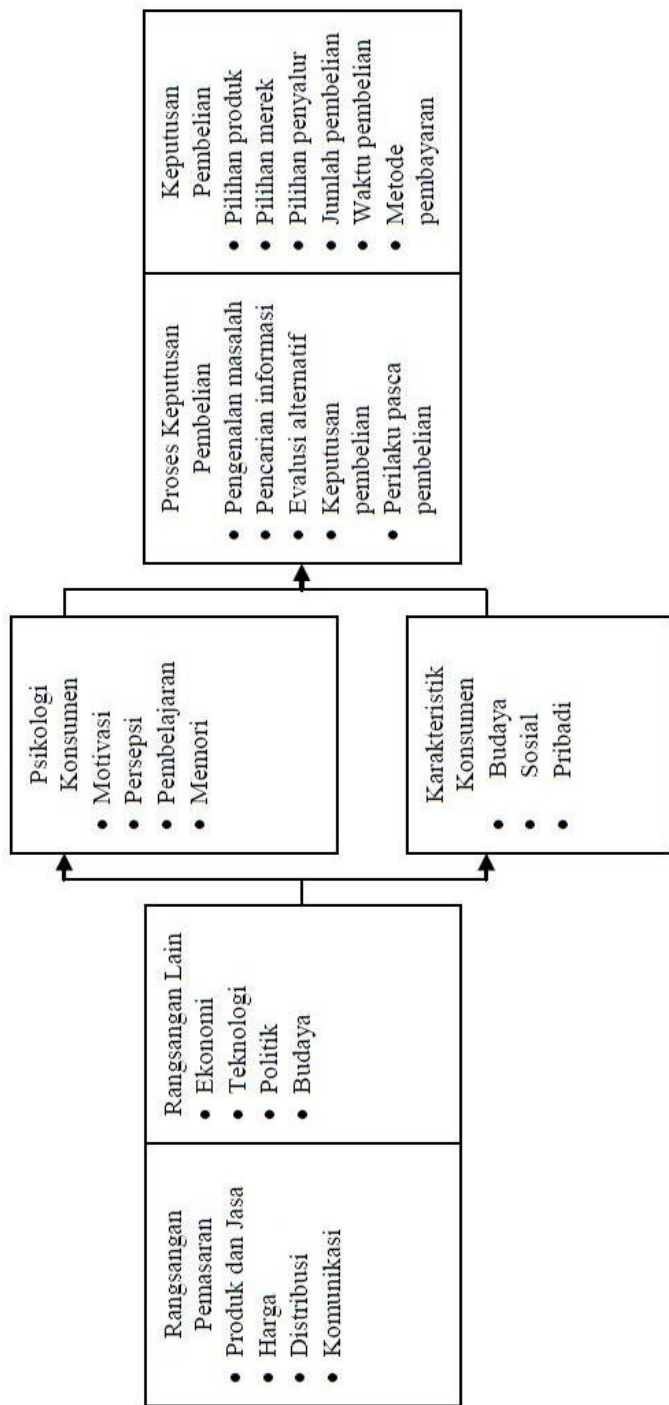 Rangsangan
Pemasaran
• Produk dan Jasa
• Harga
• Distribusi
• Komunikasi
Rangsangan Lain
• Ekonomi
• Teknologi
• Politik
• Budaya
Psikologi
Konsumen
• Motivasi
• Persepsi
• Pembelajaran
• Memori
Karakteristik
Konsumen
• Budaya
• Sosial
• Pribadi
Proses Keputusan
Pembelian
• Pengenalan masalah
• Pencarian informasi
• Evalusi alternatif
• Keputusan
pembelian
• Perilaku pasca
pembelian
Keputusan
Pembelian
• Pilihan produk
• Pilihan merek
• Pilihan penyalur
• Jumlah pembelian
• Waktu pembelian
• Metode
pembayaran